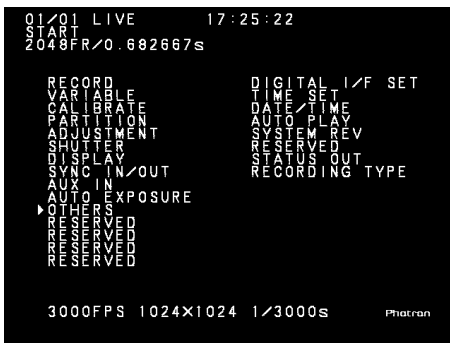 01/01 LIVE 17:25:22
START
2048FR/0.682667s
RECORD
VARIABLE
CALIBRATE
PARTITION
ADJUSTMENT
SHUTTER
DISPLAY
SYNC IN/OUT
AUX IN
AUTO EXPOSURE
OTHERS
RESERVED
RESERVED
RESERVED
RESERVED
DIGITAL I/F SET
TIME SET
DATE/TIME
AUTO PLAY
SYSTEM REV
RESERVED
STATUS OUT
RECORDING TYPE
3000FPS 1024×1024 1/3000s
Photron